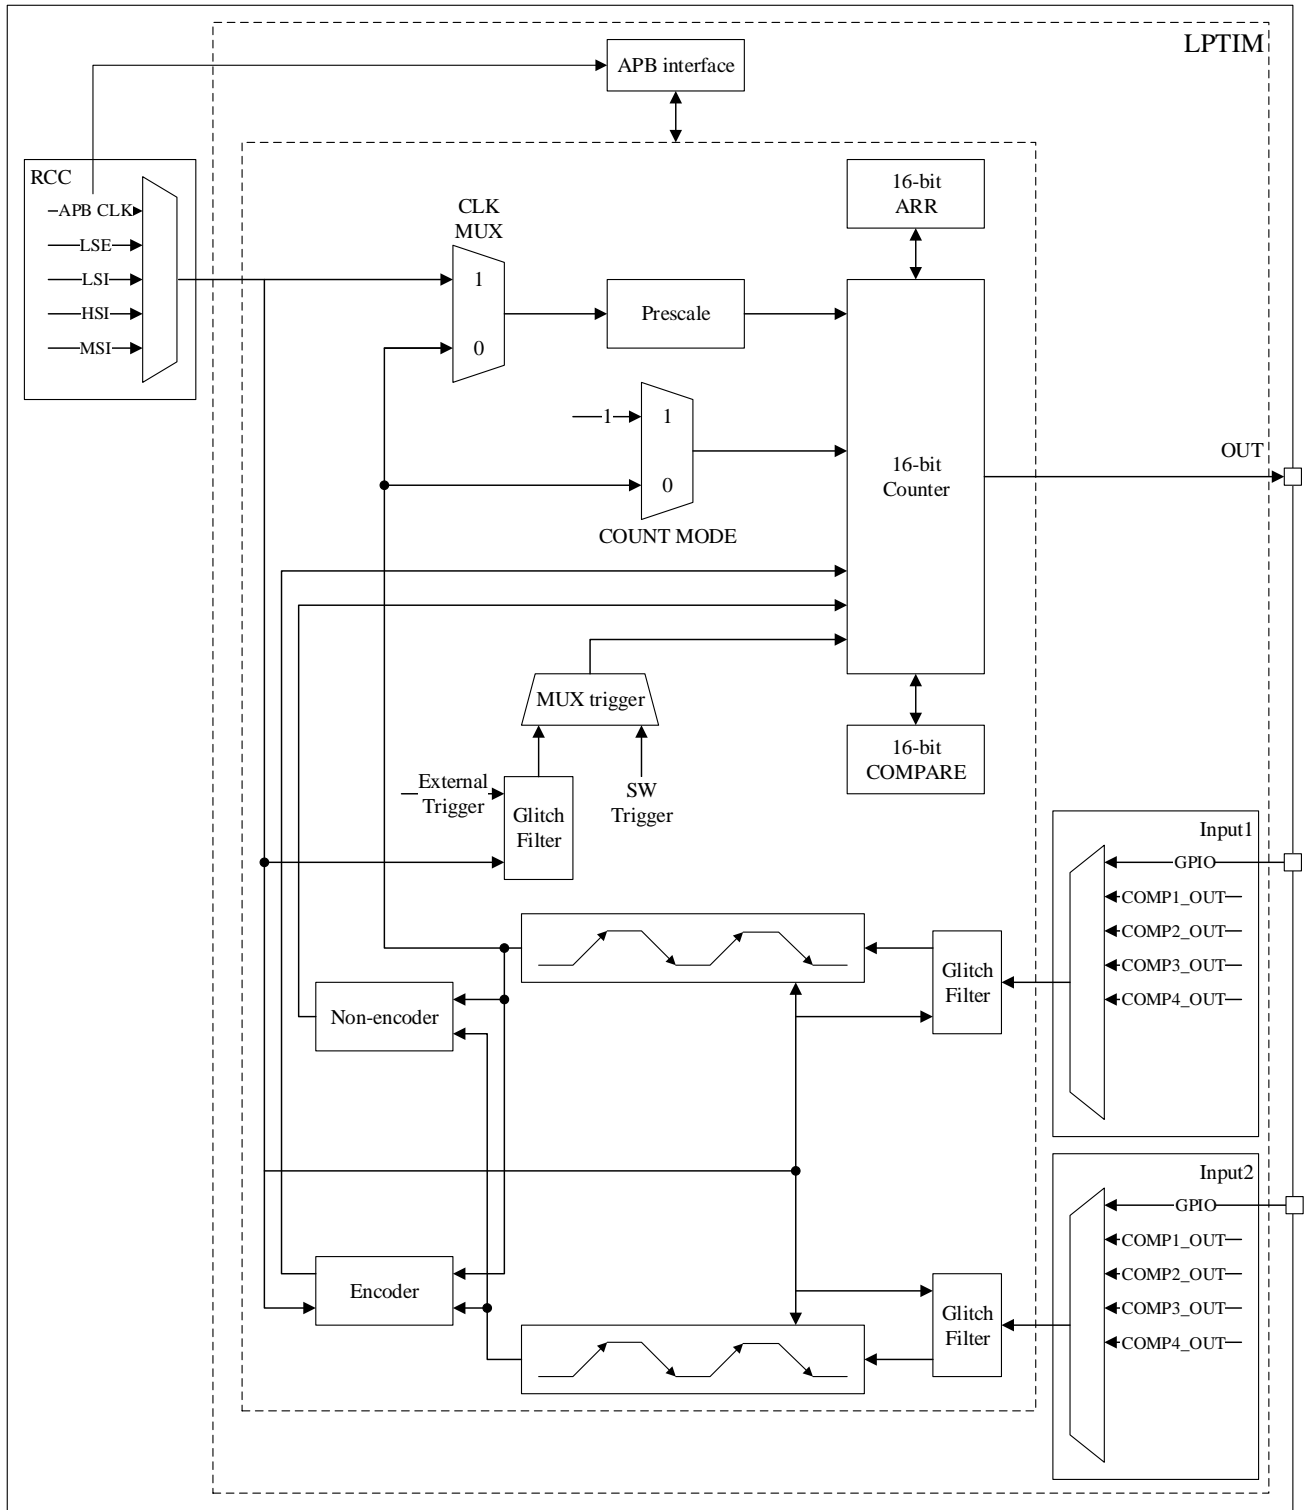 LPTIM
APB interface
RCC
APB CLK
LSE
LSI
HSI
MSI
CLK
MUX
1
0
Prescale
16-bit
ARR
1
1
0
COUNT MODE
16-bit
Counter
OUT
MUX trigger
External
Trigger
Glitch
Filter
SW
Trigger
16-bit
COMPARE
Input1
GPIO
COMP1_OUT
COMP2_OUT
COMP3_OUT
COMP4_OUT
Glitch
Filter
Non-encoder
Input2
GPIO
COMP1_OUT
COMP2_OUT
COMP3_OUT
COMP4_OUT
Glitch
Filter
Encoder